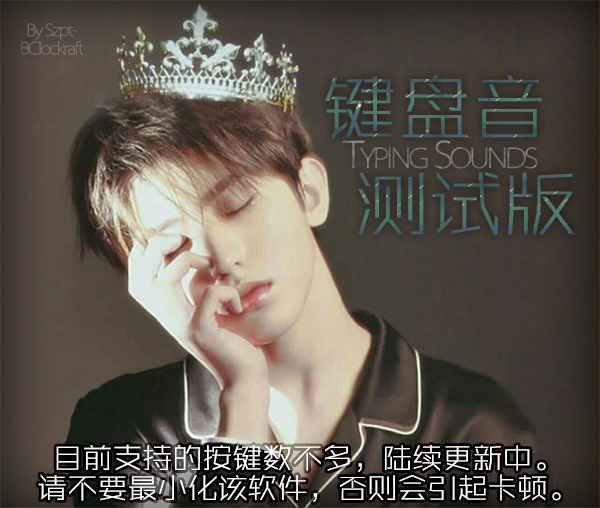 By Szpt-
BClockraft
键盘音
TYPING SOUNDS
测试版
目前支持的按键数不多，陆续更新中。
请不要最小化该软件，否则会引起卡顿。